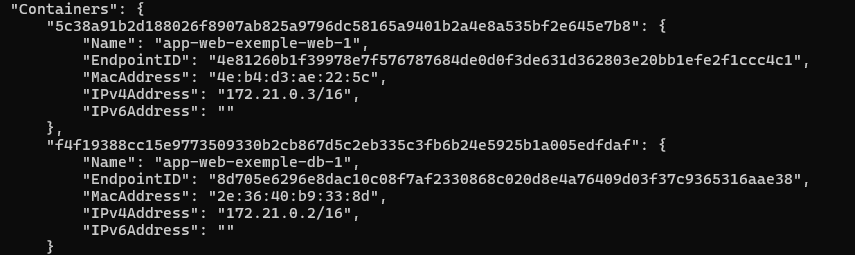 "Containers": {
"5c38a91b2d188026f8907ab825a9796dc58165a9401b2a4e8a535bf2e645e7b8": {
"Name": "app-web-exemple-web-1",
"EndpointID": "4e81260b1f39978e7f576787684de0d0f3de631d362803e20bb1efe2f1ccc4c1",
"MacAddress": "4e:b4:d3:ae:22:5c",
"IPv4Address": "172.21.0.3/16",
"IPv6Address": ""
},
"f4f19388cc15e9773509330b2cb867d5c2eb335c3fb6b24e5925b1a005edfdaf": {
"Name": "app-web-exemple-db-1",
"EndpointID": "8d705e6296e8dac10c08f7af2330868c020d8e4a76409d03f37c9365316aae38",
"MacAddress": "2e:36:40:b9:33:8d",
"IPv4Address": "172.21.0.2/16",
"IPv6Address": ""
}